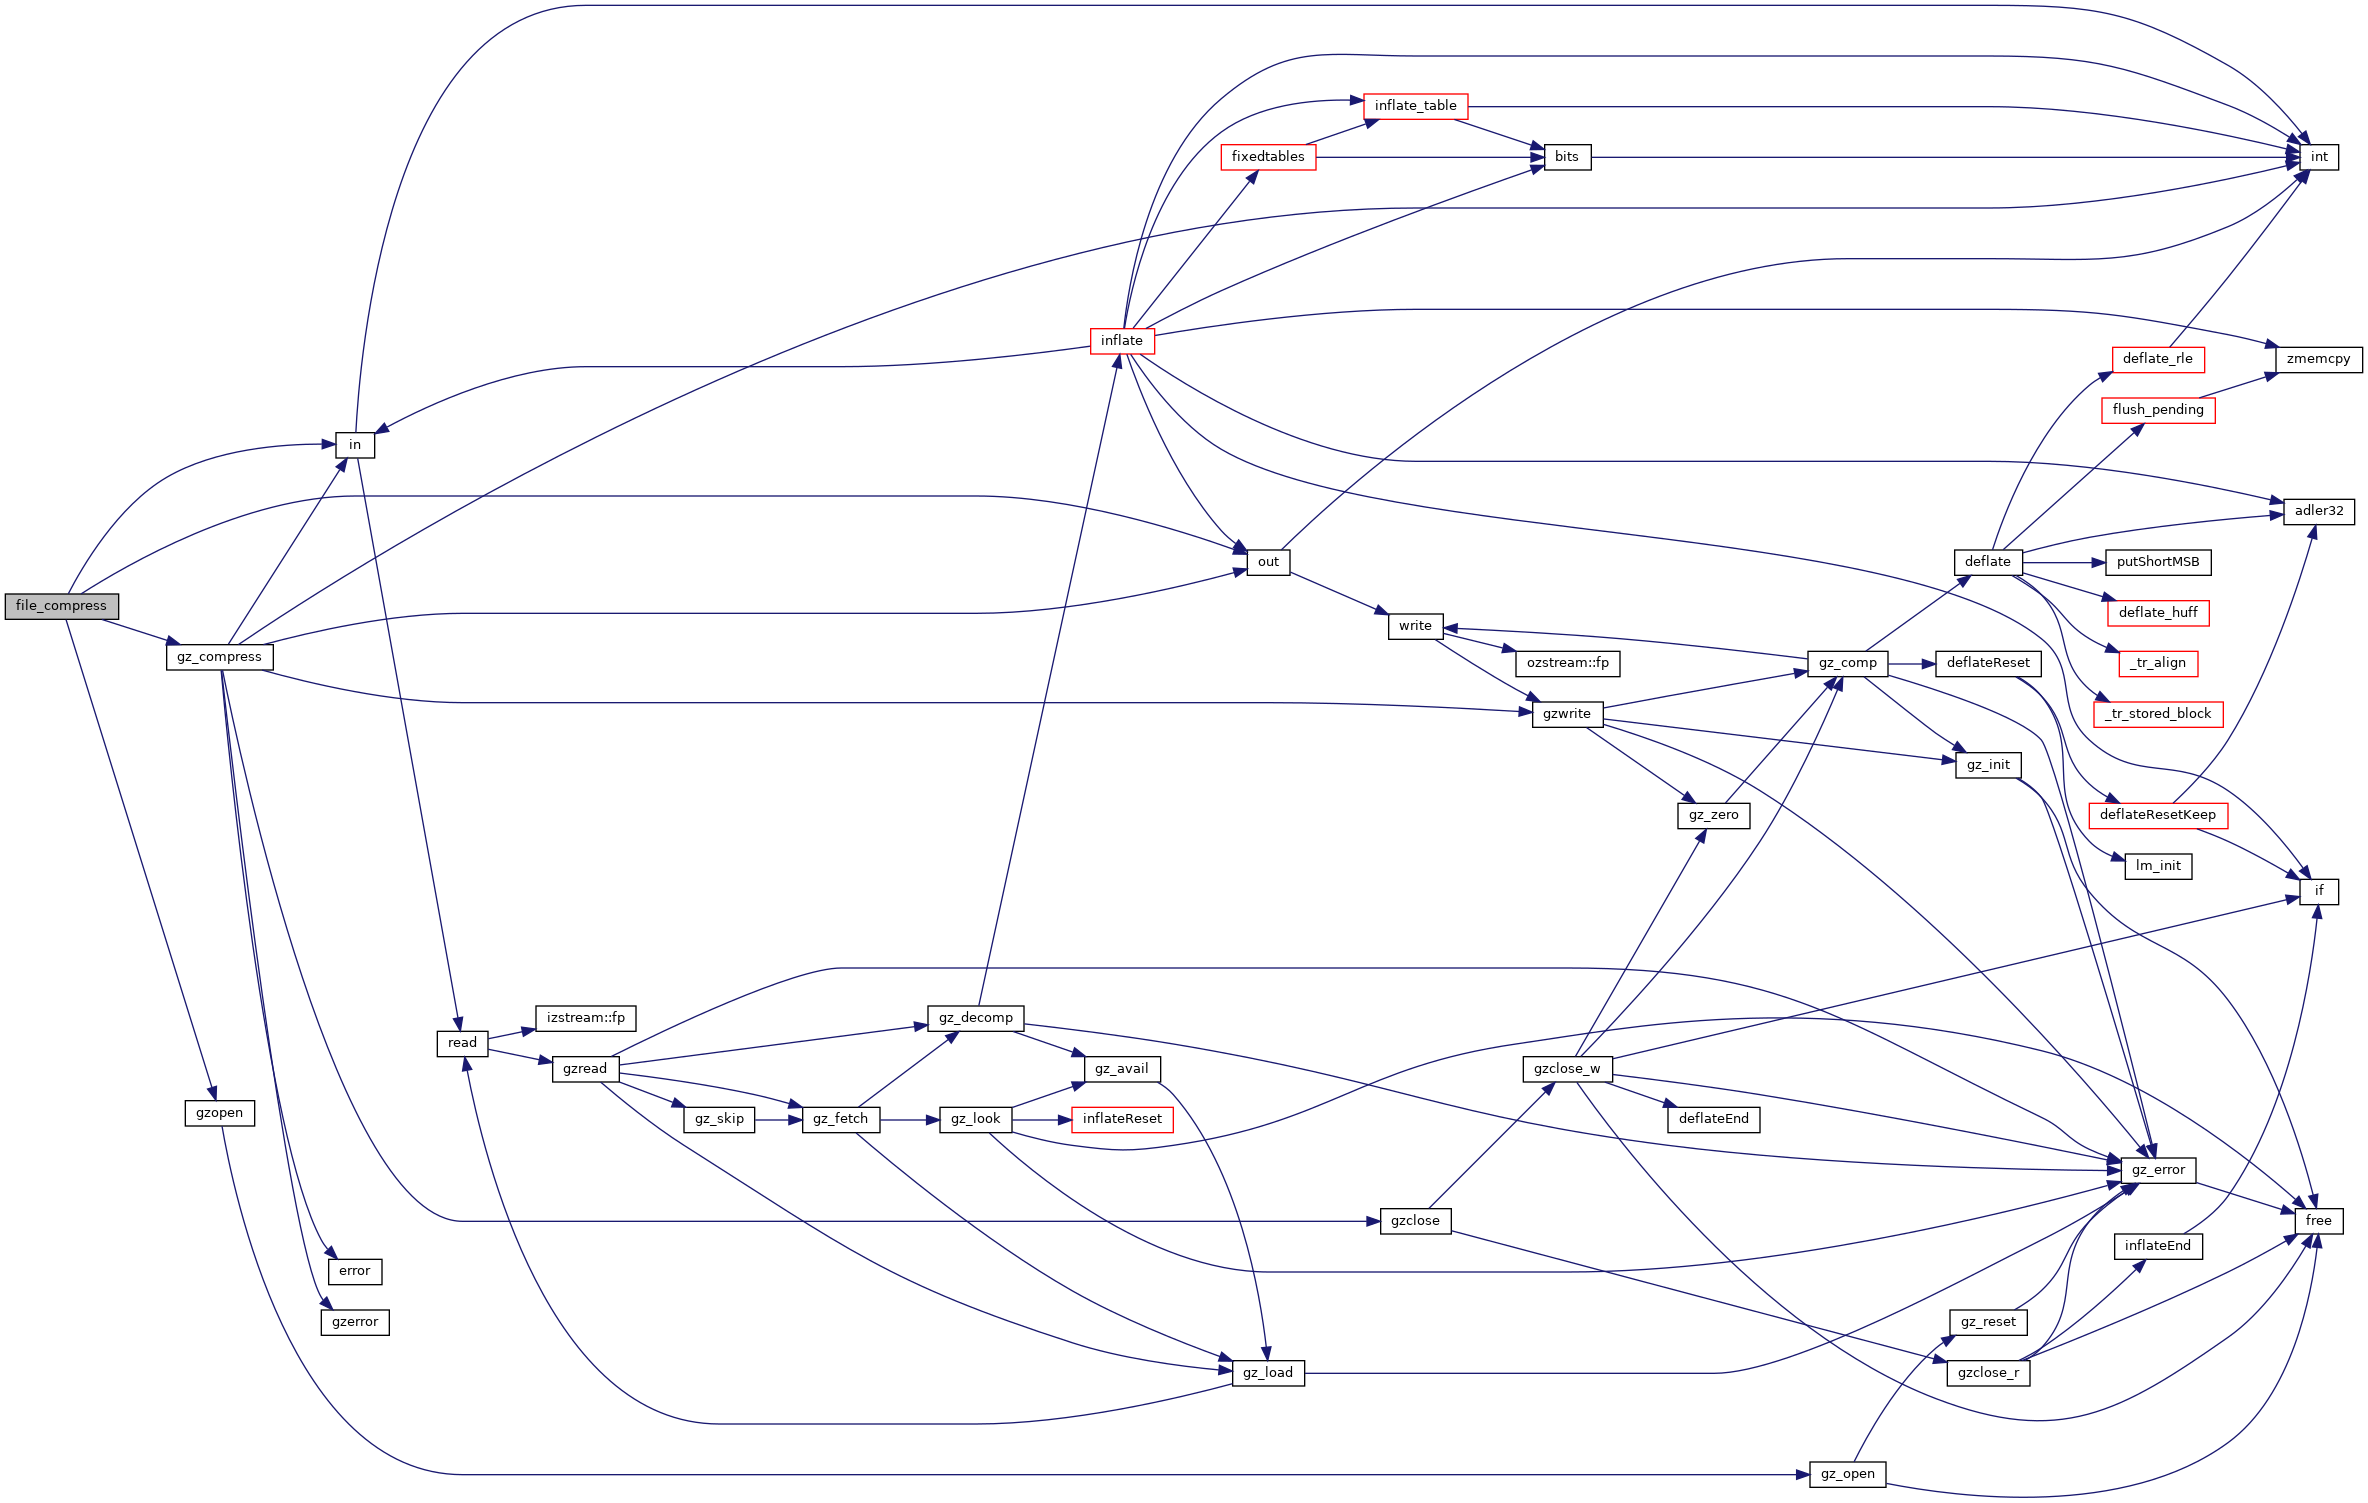 inflate_table
fixedtables
bits
int
inflate
deflate_rle
zmemcpy
flush_pending
in
adler32
out
deflate
putShortMSB
file_compress
deflate_huff
write
gz_compress
ozstream::fp
gz_comp
deflateReset
_tr_align
gzwrite
_tr_stored_block
gz_init
gz_zero
deflateResetKeep
lm_init
if
izstream::fp
gz_decomp
read
gzread
gz_avail
gzclose_w
gzopen
gz_skip
gz_fetch
gz_look
inflateReset
deflateEnd
gz_error
gzclose
free
inflateEnd
error
gzerror
gz_reset
gz_load
gzclose_r
gz_open